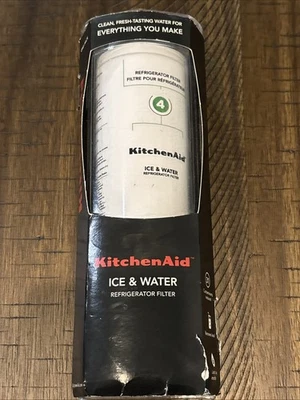 CLEAN, FRESH-TASTING WATER FOR
EVERYTHING YOU MAKE
REFRIGERATOR FILTER
FILTRE POUR RÉFRIGÉRATEUR
4
KitchenAid
ICE & WATER
REFRIGERATOR FILTER
KitchenAid
ICE & WATER
REFRIGERATOR FILTER